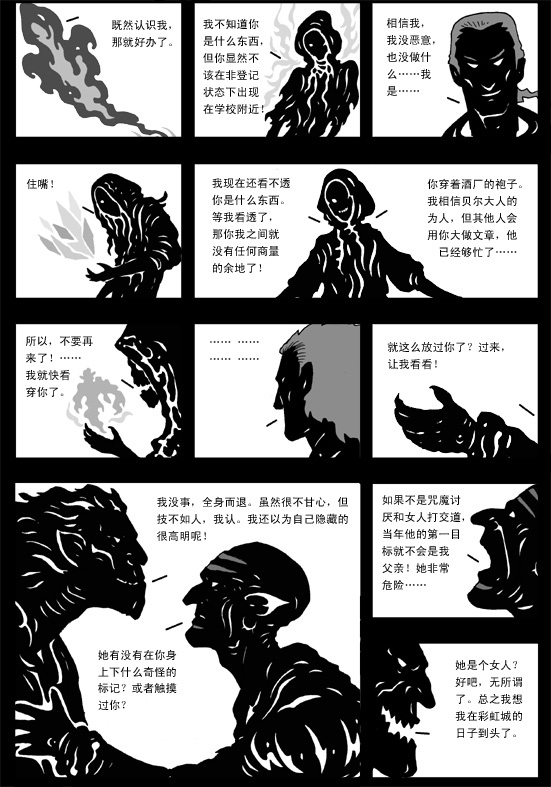 既然认识我，
那就好办了。
我不知道你
是什么东西，
但你显然不
该在非登记
状态下出现
在学校附近！
相信我，
我没恶意，
也没做什
么……我
是……
住嘴！
我现在还看不透
你是什么东西。
等我看透了，
那你我之间就
没有任何商量
的余地了！
你穿着酒厂的袍子。
我相信贝尔大人的
为人，但其他人会
用你大做文章，他
已经够忙了……
所以，不要再
来了！……
我就快看
穿你了。
…… ……
…… ……
就这么放过你了？过来，
让我看看！
我没事，全身而退。虽然很不甘心，但
技不如人，我认。我还以为自己隐藏的
很高明呢！
她有没有在你身
上下什么奇怪的
标记？或者触摸
过你？
如果不是咒魔讨
厌和女人打交道，
当年他的第一目
标就不会是我
父亲！她非常
危险……
她是个女人？
好吧，无所谓
了。总之我想
我在彩虹城的
日子到头了。